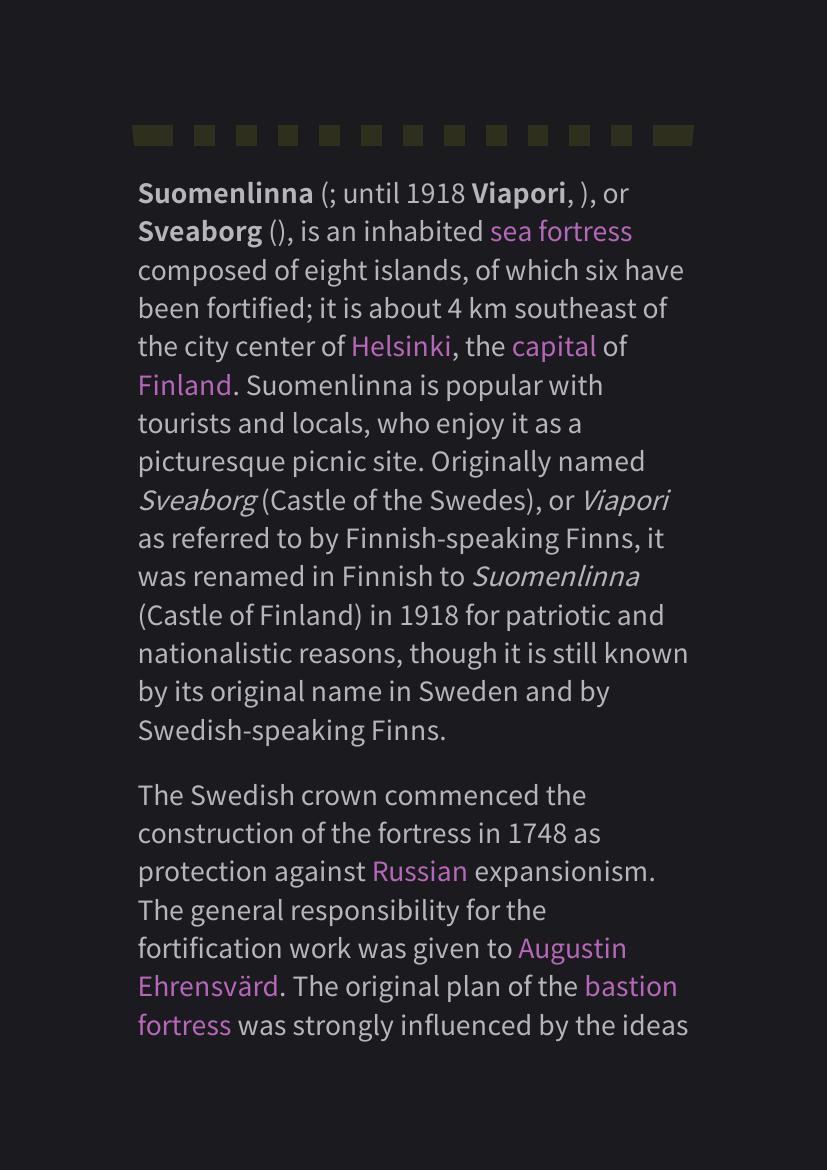 Suomenlinna (; until 1918 Viapori, ), or
Sveaborg (), is an inhabited sea fortress
composed of eight islands, of which six have
been fortified; it is about 4 km southeast of
the city center of Helsinki, the capital of
Finland. Suomenlinna is popular with
tourists and locals, who enjoy it as a
picturesque picnic site. Originally named
Sveaborg (Castle of the Swedes), or Viapori
as referred to by Finnish-speaking Finns, it
was renamed in Finnish to Suomenlinna
(Castle of Finland) in 1918 for patriotic and
nationalistic reasons, though it is still known
by its original name in Sweden and by
Swedish-speaking Finns.
The Swedish crown commenced the
construction of the fortress in 1748 as
protection against Russian expansionism.
The general responsibility for the
fortification work was given to Augustin
Ehrensvärd. The original plan of the bastion
fortress was strongly influenced by the ideas